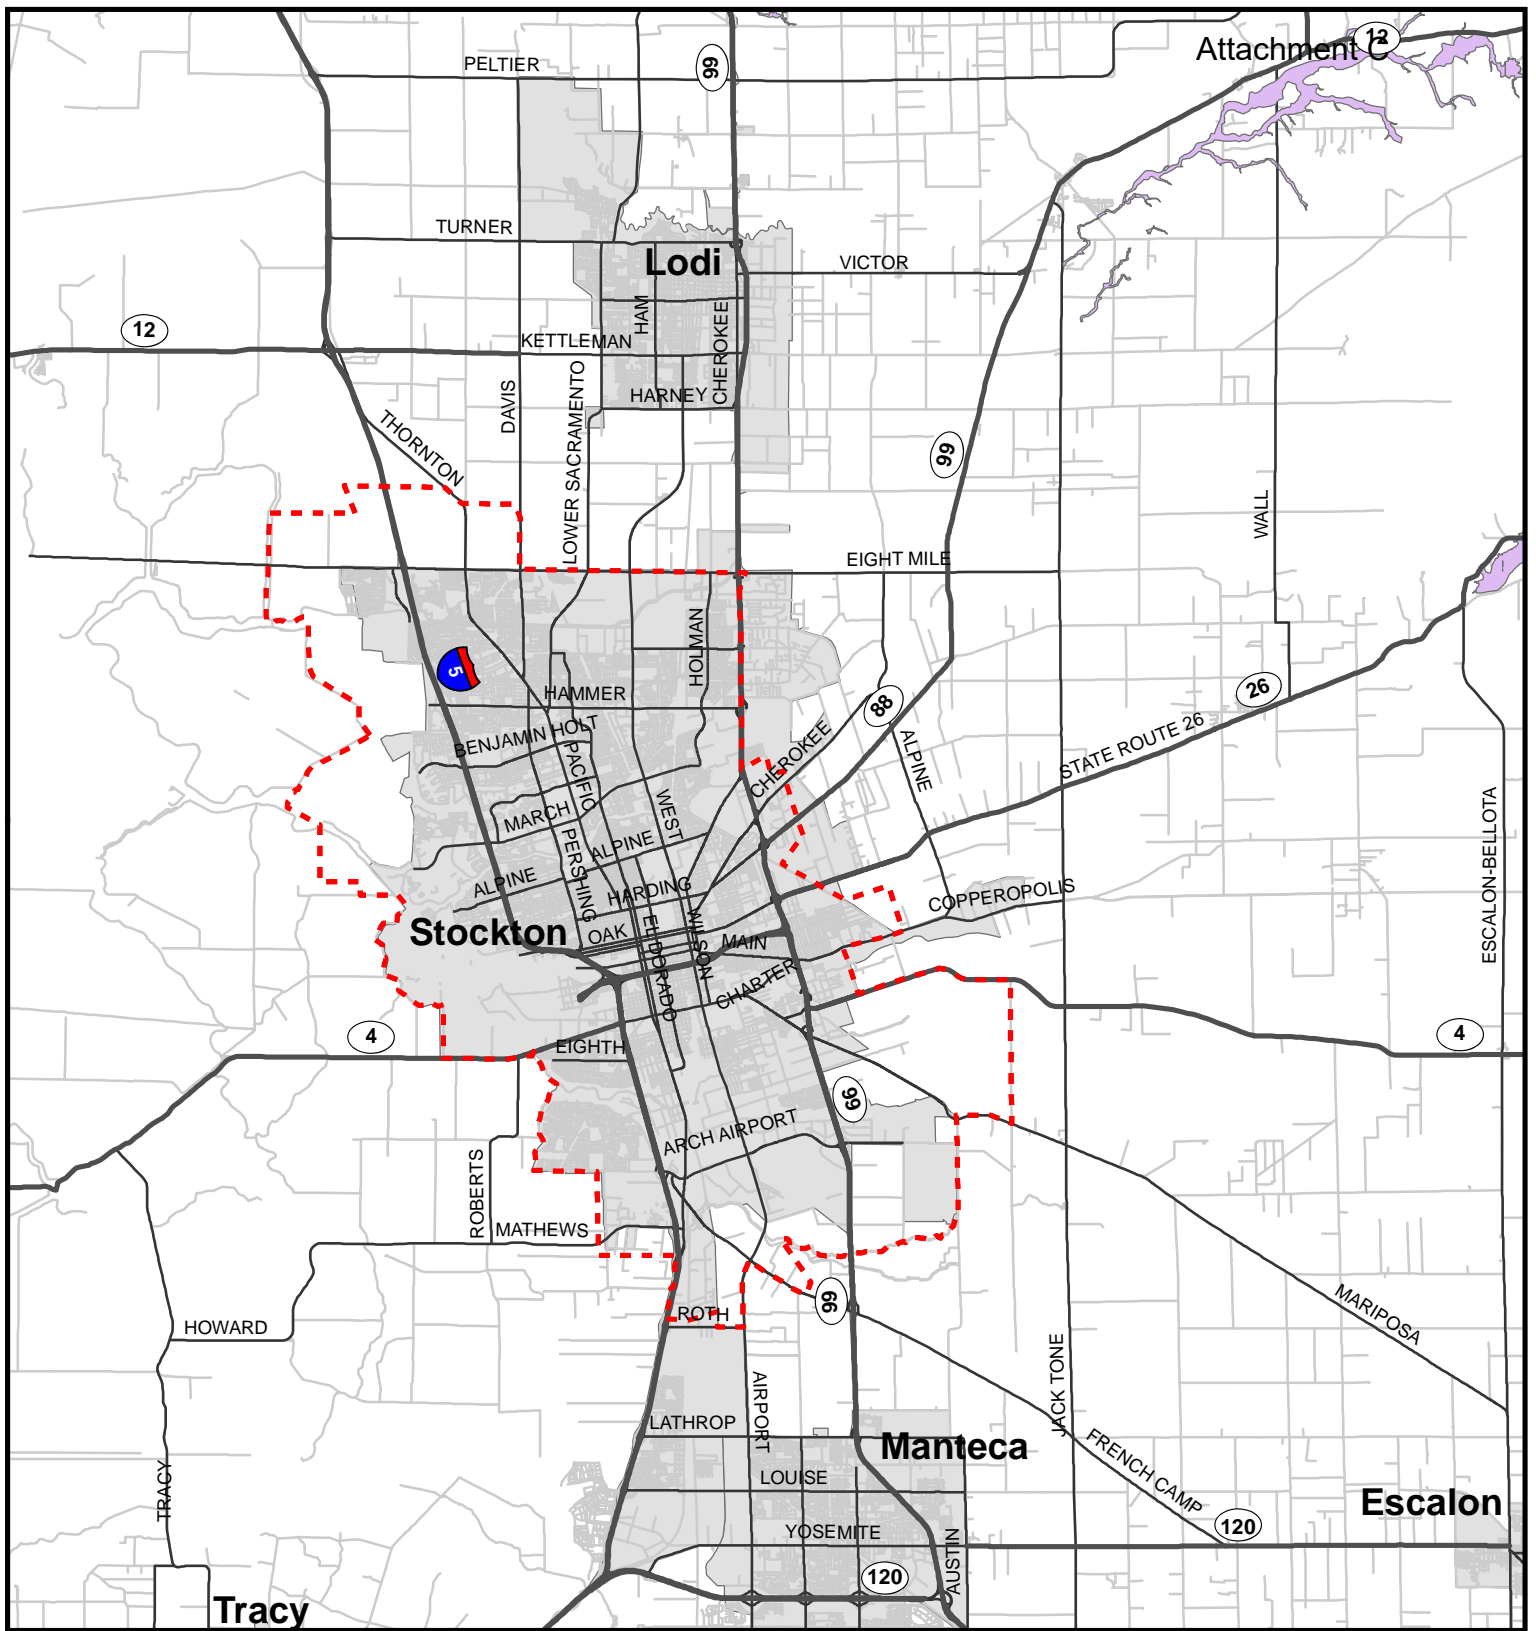 Attachment C
12
PELTIER
99
TURNER
Lodi
VICTOR
12
HAM
CHEROKEE
KETTLEMAN
HARNEY
DAVIS
LOWER SACRAMENTO
THORNTON
99
WALL
EIGHT MILE
HOLMAN
5
HAMMER
88
26
BENJAMIN HOLT
PACIFIC
CHEROKEE
ALPINE
STATE ROUTE 26
MARCH
WEST
ESCALON-BELLOTA
PERSHING
ALPINE
ALPINE
HARDING
COPPEROPOLIS
Stockton
OAK
ELDORADO
WILSON
MAIN
CHARTER
4
4
EIGHTH
99
ARCH AIRPORT
ROBERTS
MATHEWS
99
ROTH
MARIPOSA
HOWARD
JACK TONE
AIRPORT
LATHROP
Manteca
FRENCH CAMP
LOUISE
TRACY
Escalon
YOSEMITE
120
AUSTIN
120
Tracy